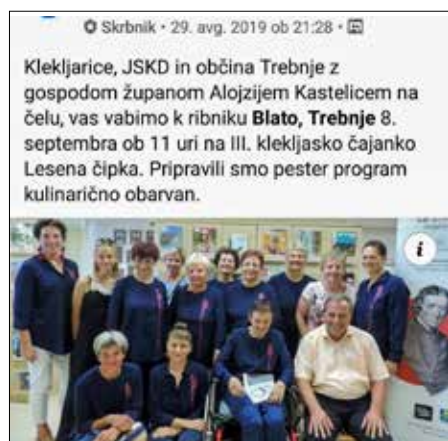 Skrbnik · 29. avg. 2019 ob 21:28 ·
Klekljarice, JSKD in občina Trebnje z
gospodom županom Alojzijem Kastelicem na
čelu, vas vabimo k ribniku Blato, Trebnje 8.
septembra ob 11 uri na III. klekljasko čajanko
Lesena čipka. Pripravili smo pester program
kulinarično obarvan.
i